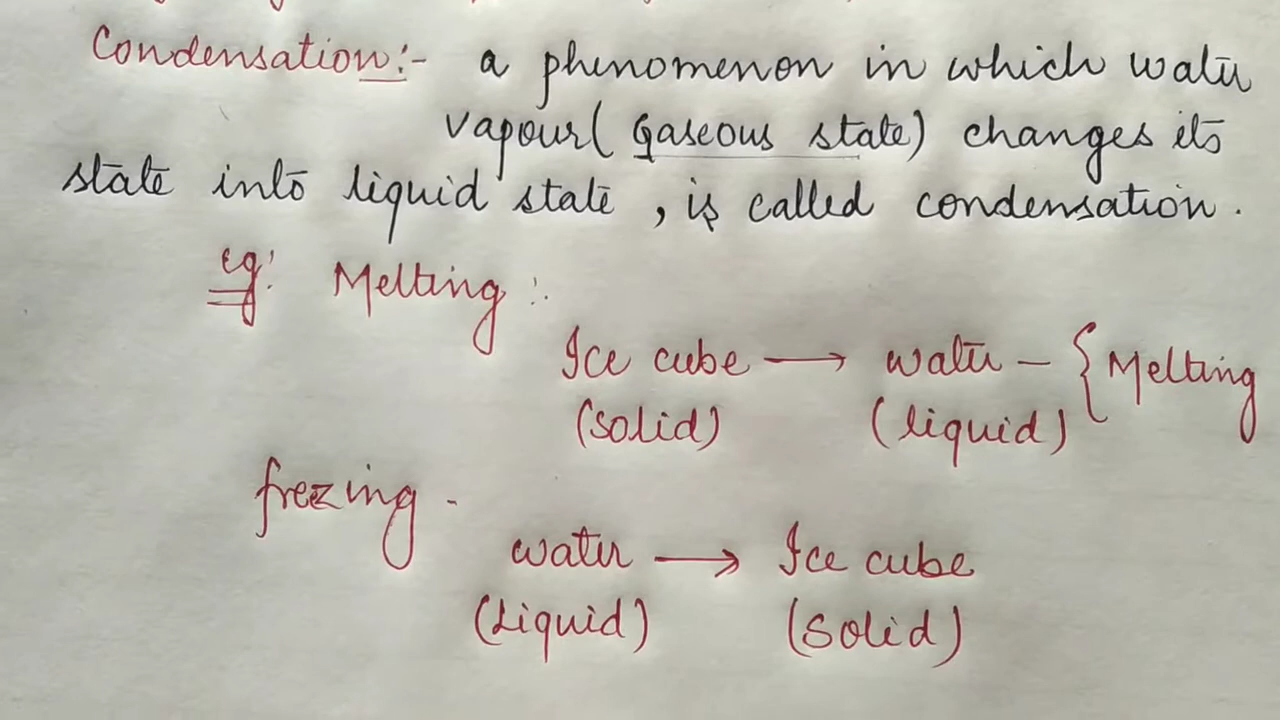 Condensation:- a phenomenon in which water
vapour( Gaseous state) changes its
state into liquid state, is called condensation.
eg: Melting :-
Ice cube → water - { Melting
(solid) (liquid)
frezing -
water → Ice cube
(Liquid) (Solid)